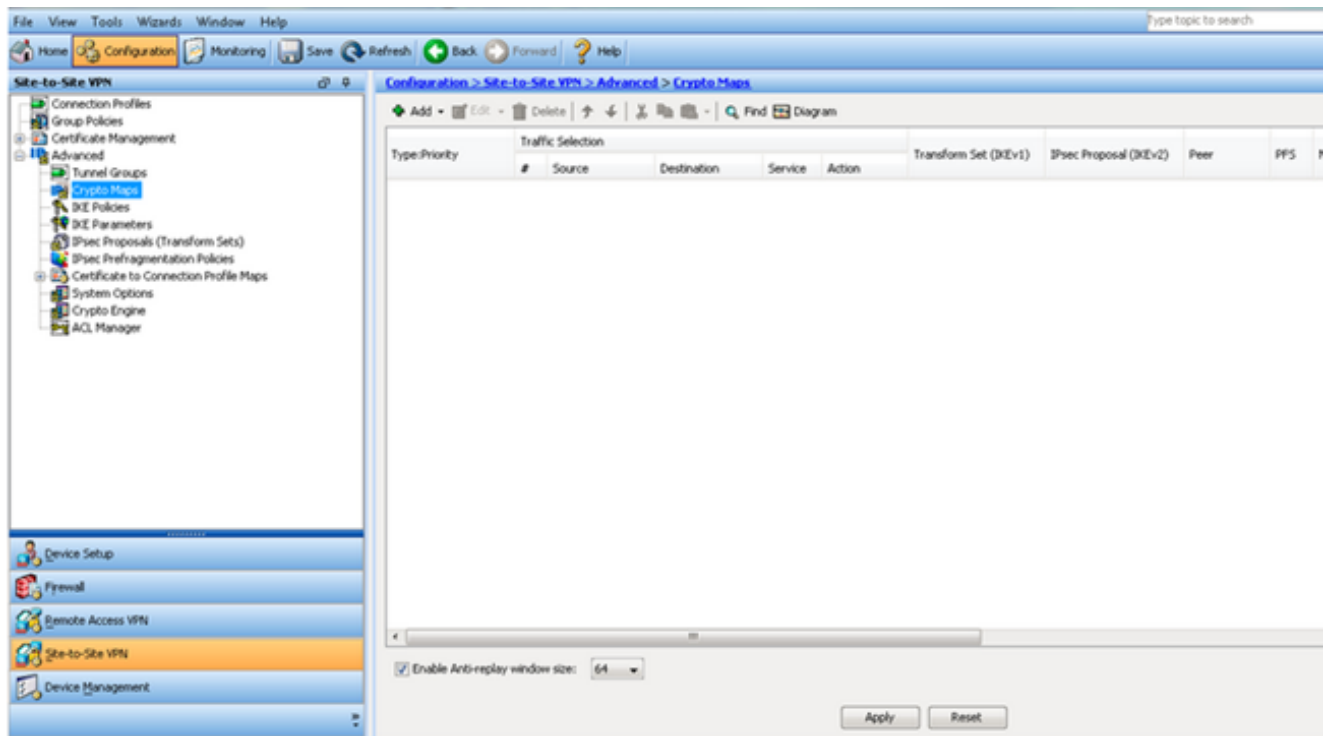 File View Tools Wizards Window Help
Type topic to search
Home Configuration Monitoring Save Refresh Back Forward Help
Site-to-Site VPN
Connection Profiles
Group Policies
Certificate Management
Advanced
Tunnel Groups
Crypto Maps
IKE Policies
IKE Parameters
IPsec Proposals (Transform Sets)
IPsec Prefragmentation Policies
Certificate to Connection Profile Maps
System Options
Crypto Engine
ACL Manager
Device Setup
Firewall
Remote Access VPN
Site-to-Site VPN
Device Management
Configuration > Site-to-Site VPN > Advanced > Crypto Maps
Add Edit Delete Find Diagram
Type:Priority Traffic Selection Transform Set (IKEv1) IPsec Proposal (IKEv2) Peer PFS
# Source Destination Service Action
Enable Anti-replay window size: 64
Apply Reset